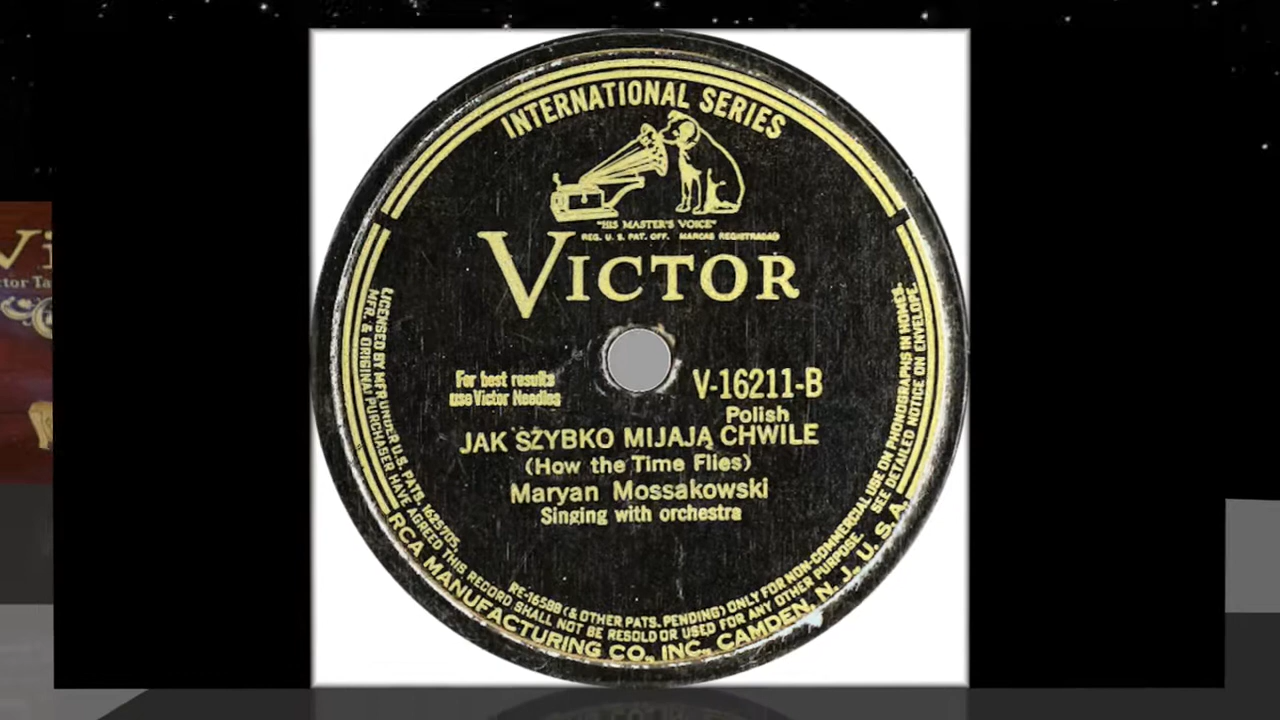 INTERNATIONAL SERIES
"HIS MASTER'S VOICE"
REG. U. S. PAT. OFF. MARCAS REGISTRADAS
VICTOR
For best results
use Victor Needles
V-16211-B
Polish
JAK SZYBKO MIJAJĄ CHWILE
(How the Time Flies)
Maryan Mossakowski
Singing with orchestra
LICENSED BY MFR UNDER U.S. PATS. 1625705,
RE-16588 (& OTHER PATS. PENDING) ONLY FOR NON-COMMERCIAL USE ON PHONOGRAPHS IN HOMES.
MFR. & ORIGINAL PURCHASER HAVE AGREED THIS RECORD SHALL NOT BE RESOLD OR USED FOR ANY OTHER PURPOSE. SEE DETAILED NOTICE ON ENVELOPE.
RCA MANUFACTURING CO., INC., CAMDEN, N. J., U. S. A.